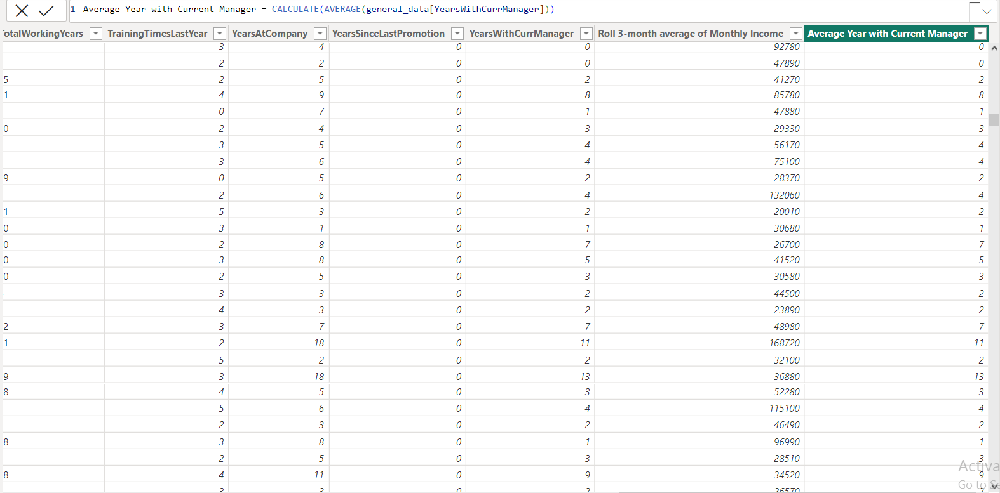 1 Average Year with Current Manager = CALCULATE(AVERAGE(general_data[YearsWithCurrManager]))
TotalWorkingYears TrainingTimesLastYear YearsAtCompany YearsSinceLastPromotion YearsWithCurrManager Roll 3-month average of Monthly Income Average Year with Current Manager
3 4 0 0 92780 0
2 2 0 0 47890 0
5 2 5 0 2 41270 2
1 4 9 0 8 85780 8
0 7 0 1 47880 1
0 2 4 0 3 29330 3
3 5 0 4 56170 4
3 6 0 4 75100 4
9 0 5 0 2 28370 2
2 6 0 4 132060 4
1 5 3 0 2 20010 2
0 3 1 0 1 30680 1
0 2 8 0 7 26700 7
0 3 8 0 5 41520 5
0 2 5 0 3 30580 3
3 3 0 2 44500 2
4 3 0 2 23890 2
2 3 7 0 7 48980 7
1 2 18 0 11 168720 11
5 2 0 2 32100 2
9 3 18 0 13 36880 13
8 4 5 0 3 52280 3
5 6 0 4 115100 4
2 3 0 2 46490 2
8 3 8 0 1 96990 1
2 5 0 3 28510 3
8 4 11 0 9 34520 9
3 3 0 2 26570 2
Activa
Go to Se